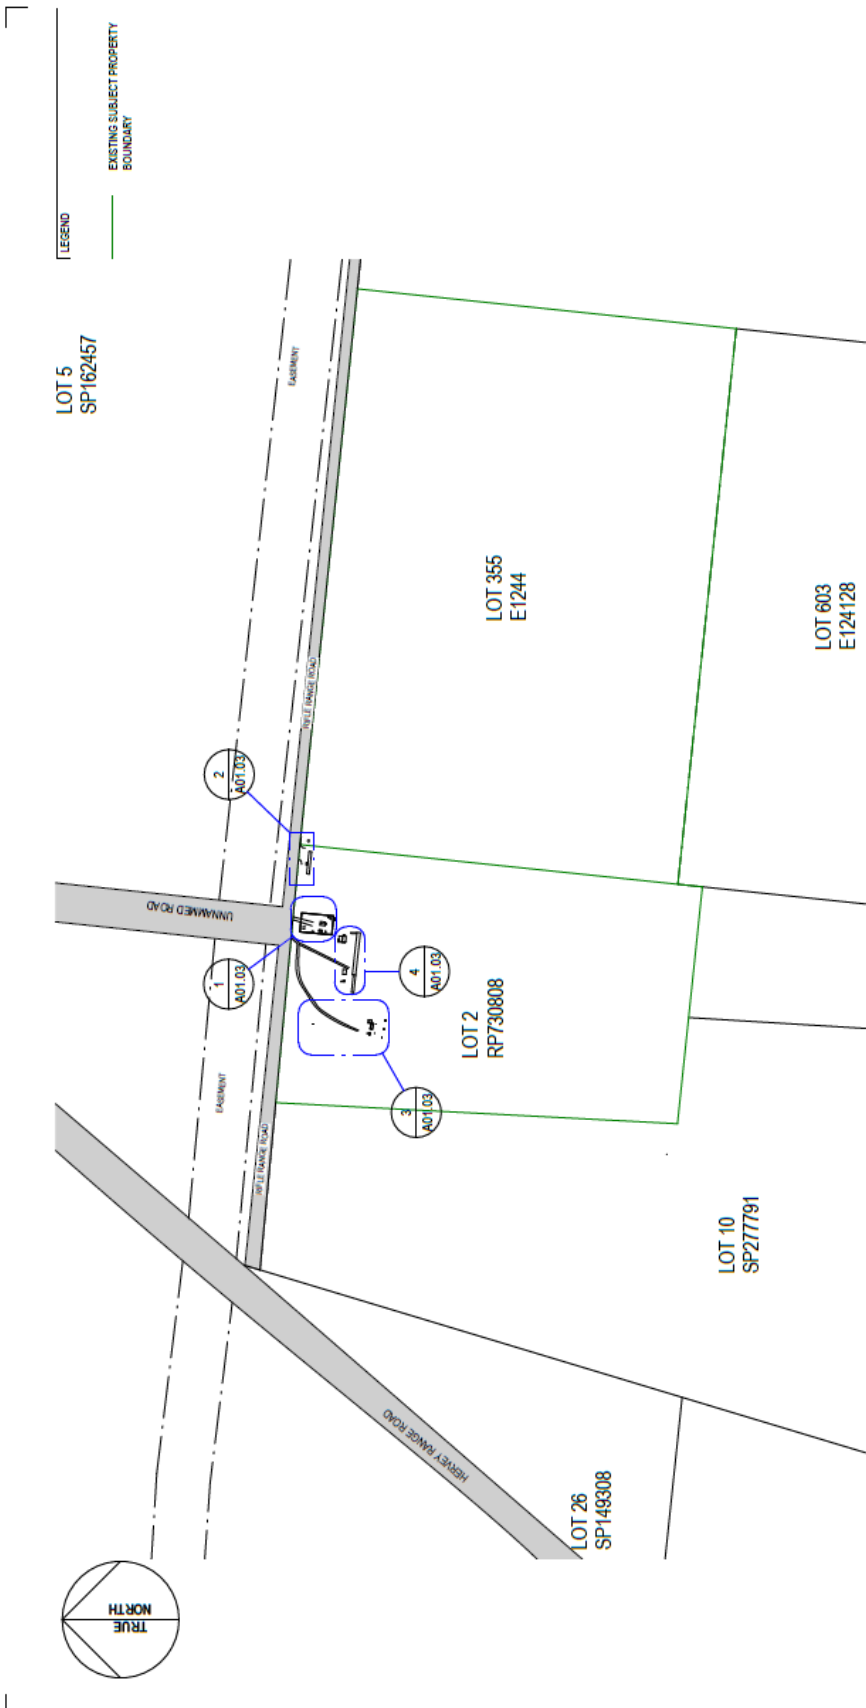 LEGEND
EXISTING SUBJECT PROPERTY
BOUNDARY
LOT 5
SP162457
EASEMENT
LOT 355
E1244
LOT 603
E124128
RIFLE RANGE ROAD
2
A01.03
UNNAMMED ROAD
1
A01.03
4
A01.03
LOT 2
RP730808
3
A01.03
EASEMENT
RIFLE RANGE ROAD
LOT 10
SP277791
HERVEY RANGE ROAD
LOT 26
SP149308
TRUE
NORTH